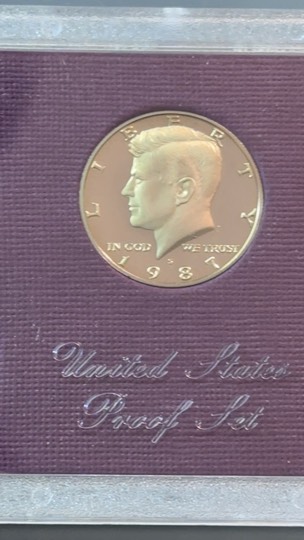 LIBERTY
IN GOD WE TRUST
S
1987
United States
Proof Set